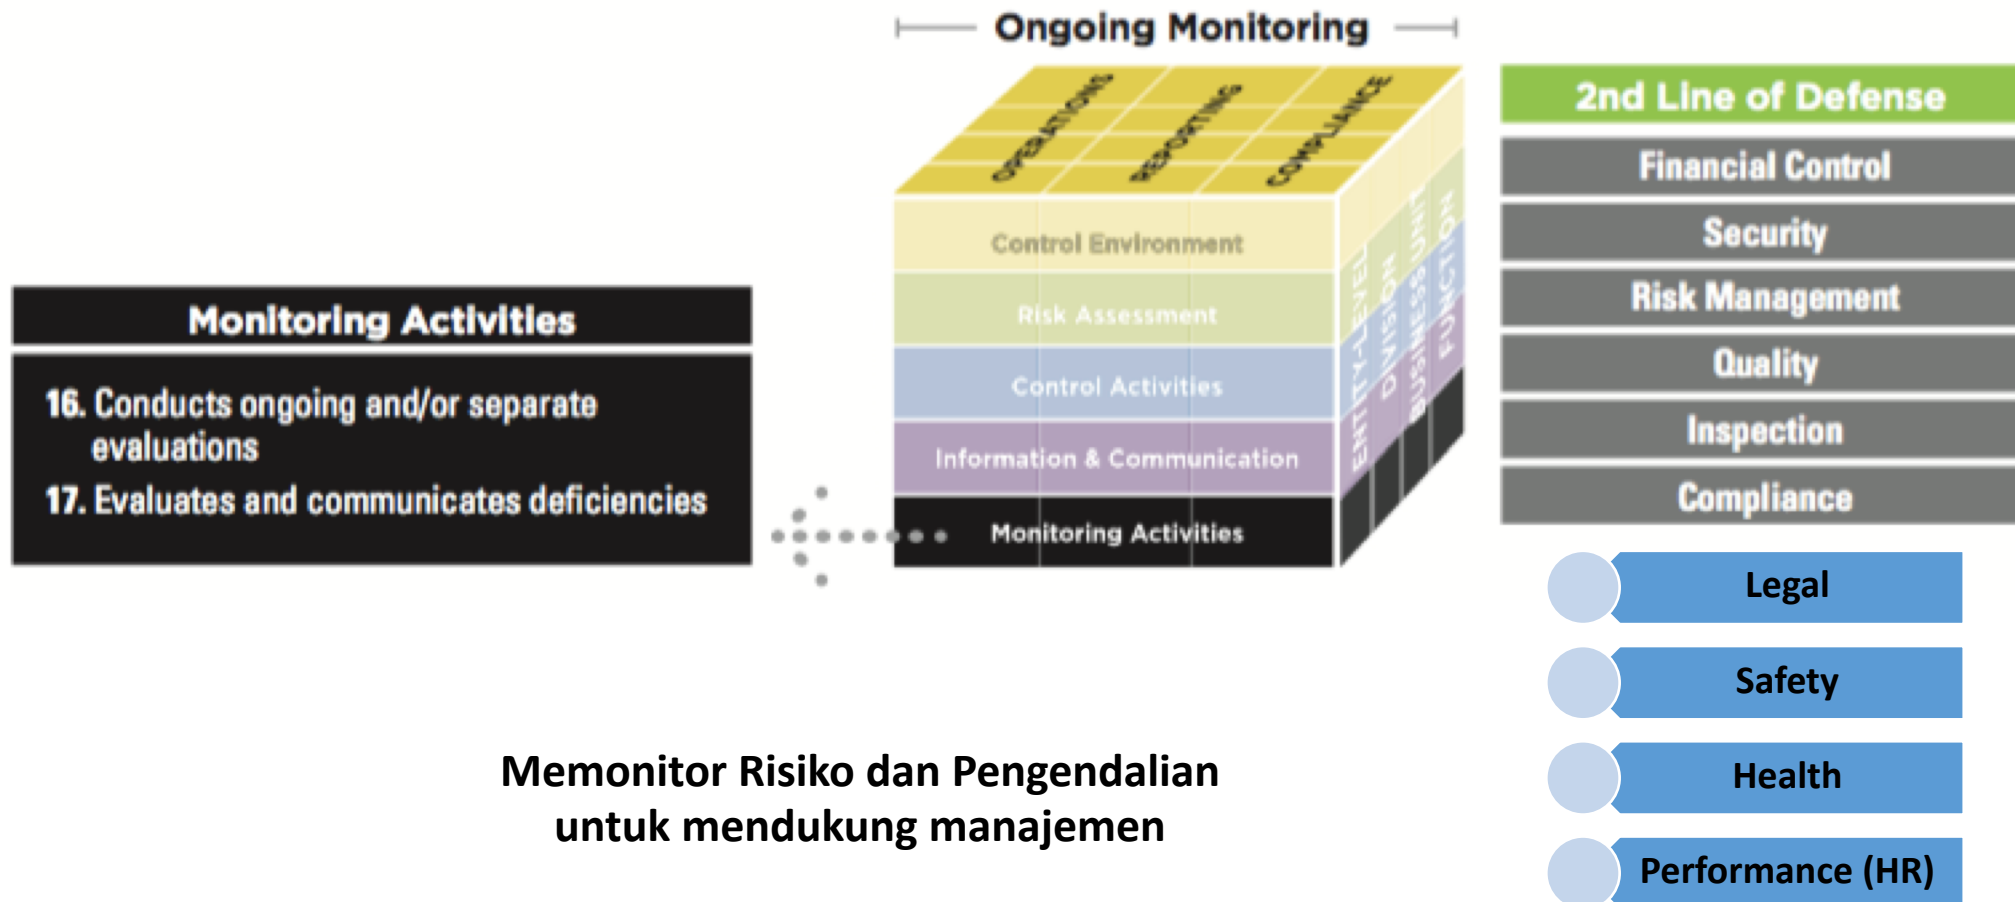 Ongoing Monitoring
OPERATIONS
REPORTING
COMPLIANCE
Control Environment
Risk Assessment
Control Activities
Information & Communication
Monitoring Activities
ENTITY-LEVEL
DIVISION
BUSINESS UNIT
FUNCTION
Monitoring Activities
16. Conducts ongoing and/or separate
evaluations
17. Evaluates and communicates deficiencies
2nd Line of Defense
Financial Control
Security
Risk Management
Quality
Inspection
Compliance
Legal
Safety
Health
Performance (HR)
Memonitor Risiko dan Pengendalian
untuk mendukung manajemen